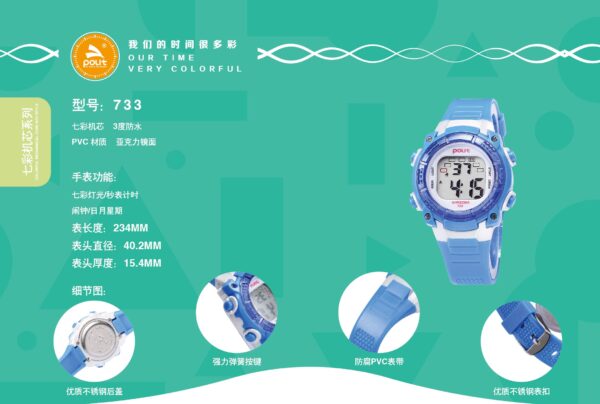 我们的时间很多彩
OUR TIME
VERY COLORFUL
POLIT
七彩机芯系列
型号：733
七彩机芯 3度防水
PVC 材质 亚克力镜面
手表功能：
七彩灯光/秒表计时
闹钟/日月星期
表长度：234MM
表头直径：40.2MM
表头厚度：15.4MM
POLIT
37
4:15
细节图：
优质不锈钢后盖
强力弹簧按键
防腐PVC表带
优质不锈钢表扣